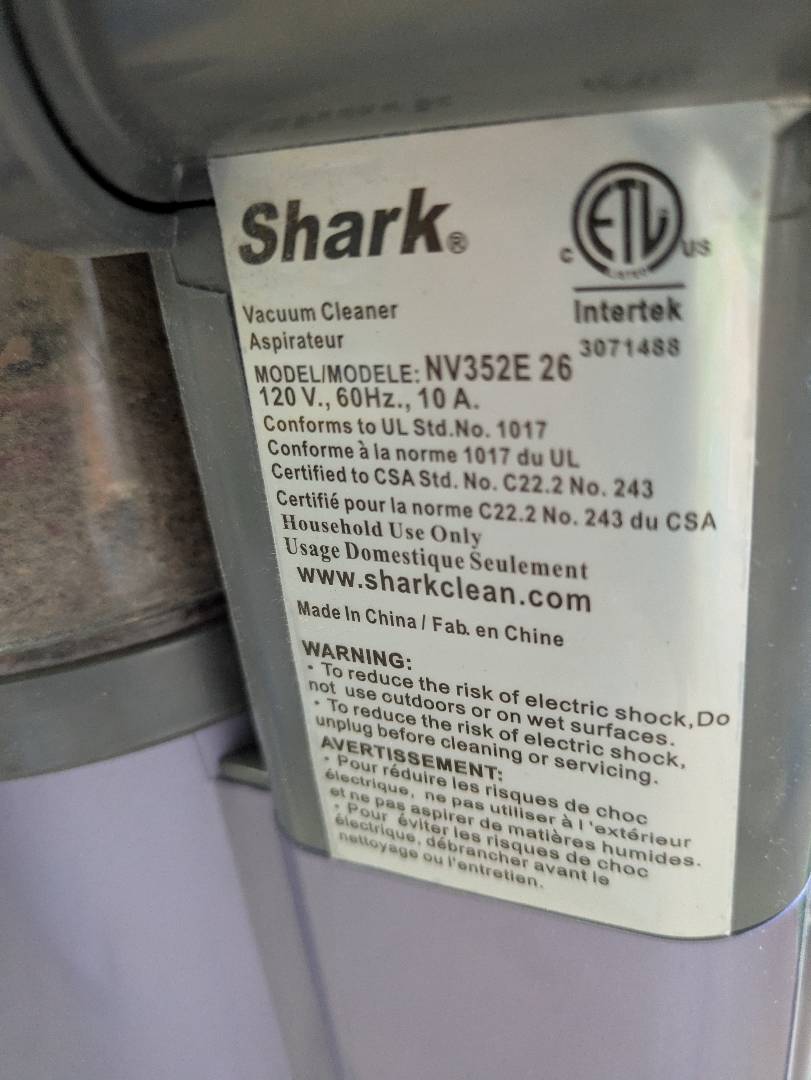 Shark®
ETL
C US
Intertek
3071488
Vacuum Cleaner
Aspirateur
MODEL/MODELE: NV352E 26
120 V., 60Hz., 10 A.
Conforms to UL Std.No. 1017
Conforme à la norme 1017 du UL
Certified to CSA Std. No. C22.2 No. 243
Certifié pour la norme C22.2 No. 243 du CSA
Household Use Only
Usage Domestique Seulement
www.sharkclean.com
Made In China / Fab. en Chine
WARNING:
• To reduce the risk of electric shock, Do
not use outdoors or on wet surfaces.
• To reduce the risk of electric shock,
unplug before cleaning or servicing.
AVERTISSEMENT:
• Pour réduire les risques de choc
électrique, ne pas utiliser à l'extérieur
et ne pas aspirer de matières humides.
• Pour éviter les risques de choc
électrique, débrancher avant le
nettoyage ou l'entretien.